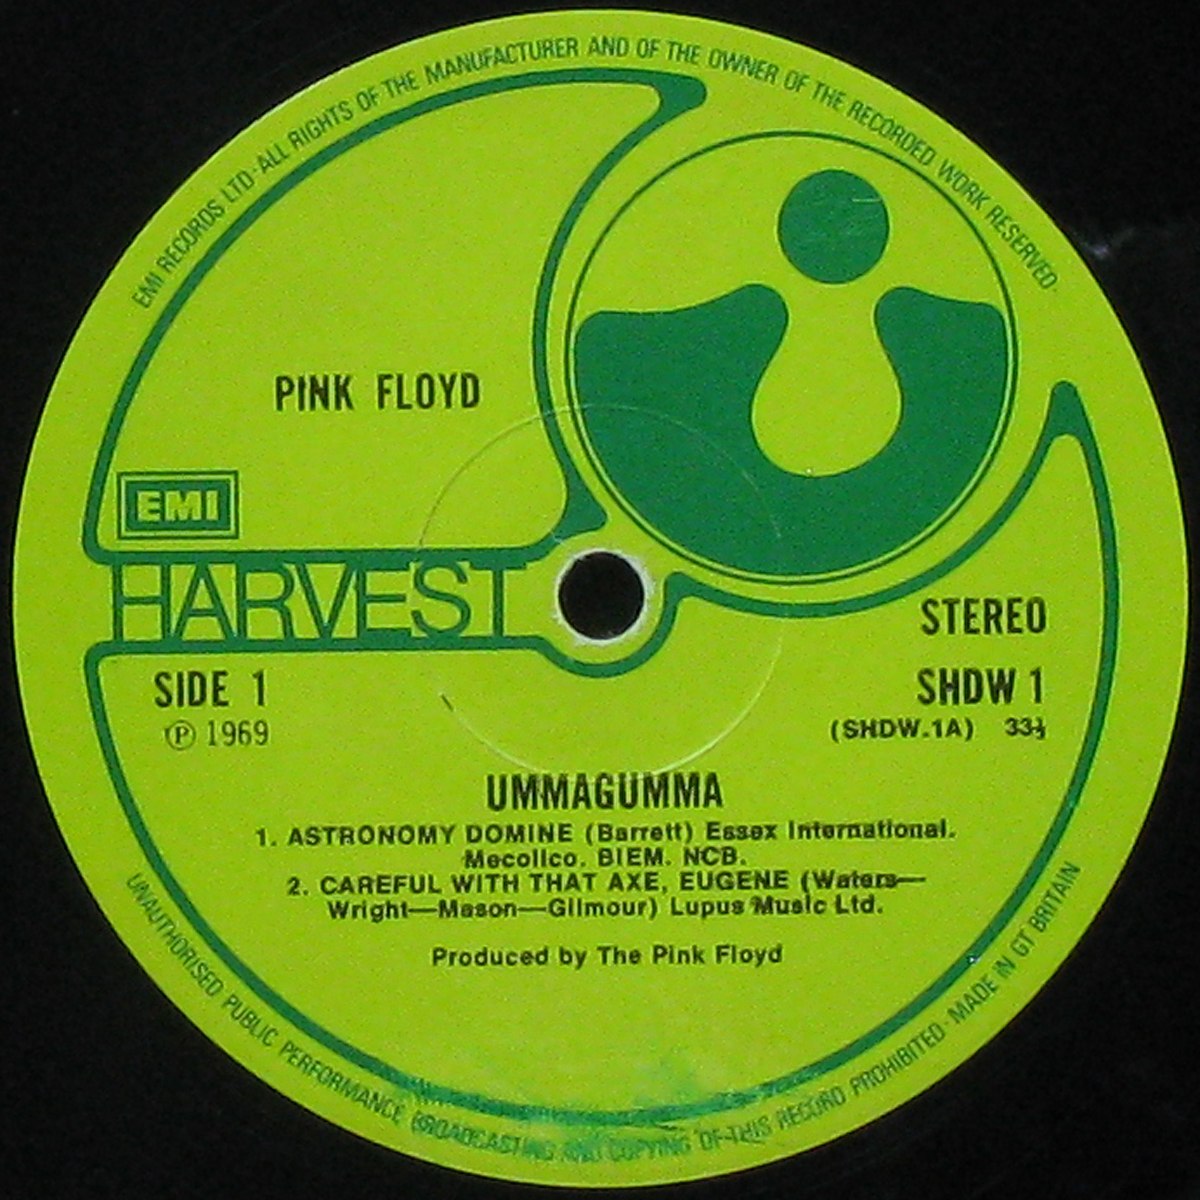 EMI RECORDS LTD·ALL RIGHTS OF THE MANUFACTURER AND OF THE OWNER OF THE RECORDED WORK RESERVED·
PINK FLOYD
EMI
HARVEST
STEREO
SIDE 1
SHDW 1
Ⓟ 1969
(SHDW.1A) 33⅓
UMMAGUMMA
1. ASTRONOMY DOMINE (Barrett) Essex International.
Mecolico. BIEM. NCB.
2. CAREFUL WITH THAT AXE, EUGENE (Waters—
Wright—Mason—Gilmour) Lupus Music Ltd.
Produced by The Pink Floyd
UNAUTHORISED PUBLIC PERFORMANCE BROADCASTING AND COPYING OF THIS RECORD PROHIBITED·MADE IN GT BRITAIN